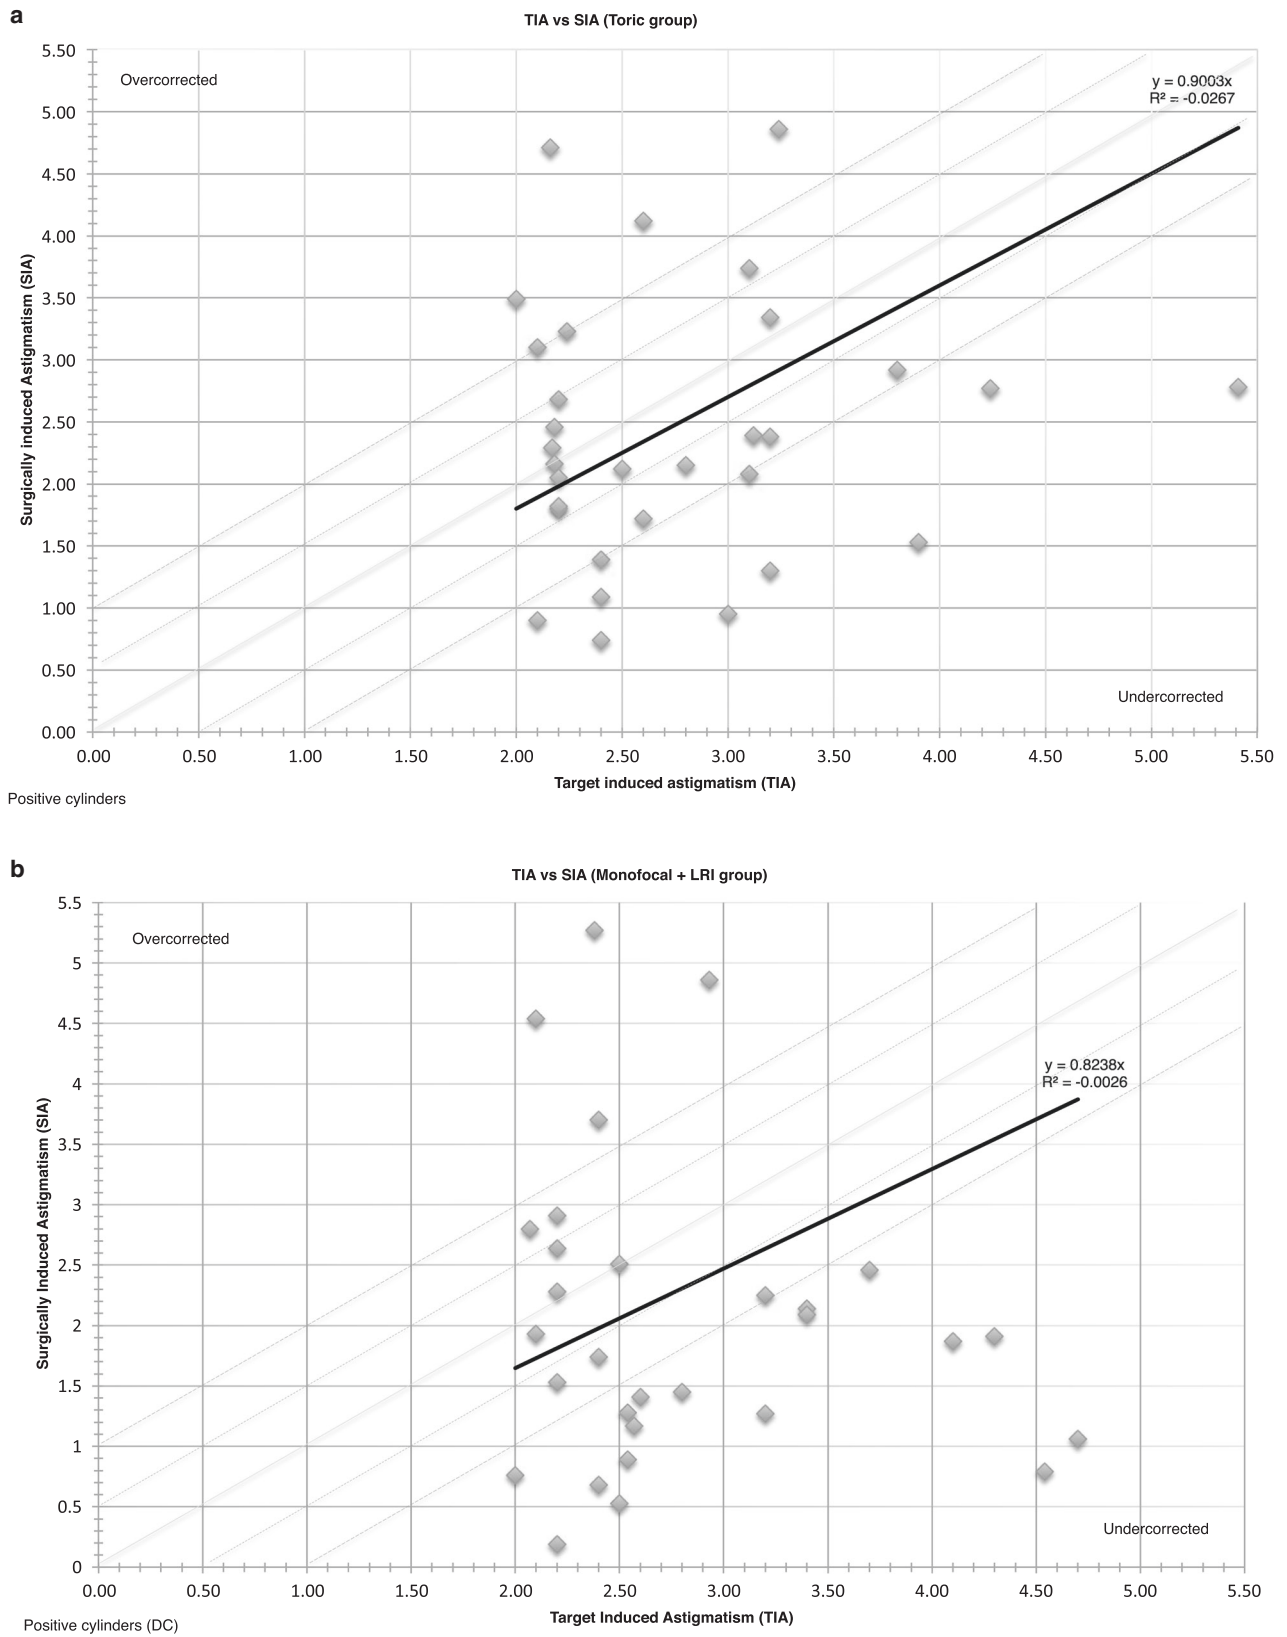 a
TIA vs SIA (Toric group)
5.50
Overcorrected
y = 0.9003x
R² = -0.0267
5.00
4.50
4.00
3.50
3.00
2.50
2.00
1.50
1.00
0.50
0.00
Surgically induced Astigmatism (SIA)
Undercorrected
0.00 0.50 1.00 1.50 2.00 2.50 3.00 3.50 4.00 4.50 5.00 5.50
Target induced astigmatism (TIA)
Positive cylinders
b
TIA vs SIA (Monofocal + LRI group)
5.5
Overcorrected
5
4.5
y = 0.8238x
R² = -0.0026
4
3.5
3
2.5
2
1.5
1
0.5
0
Surgically Induced Astigmatism (SIA)
Undercorrected
0.00 0.50 1.00 1.50 2.00 2.50 3.00 3.50 4.00 4.50 5.00 5.50
Target Induced Astigmatism (TIA)
Positive cylinders (DC)